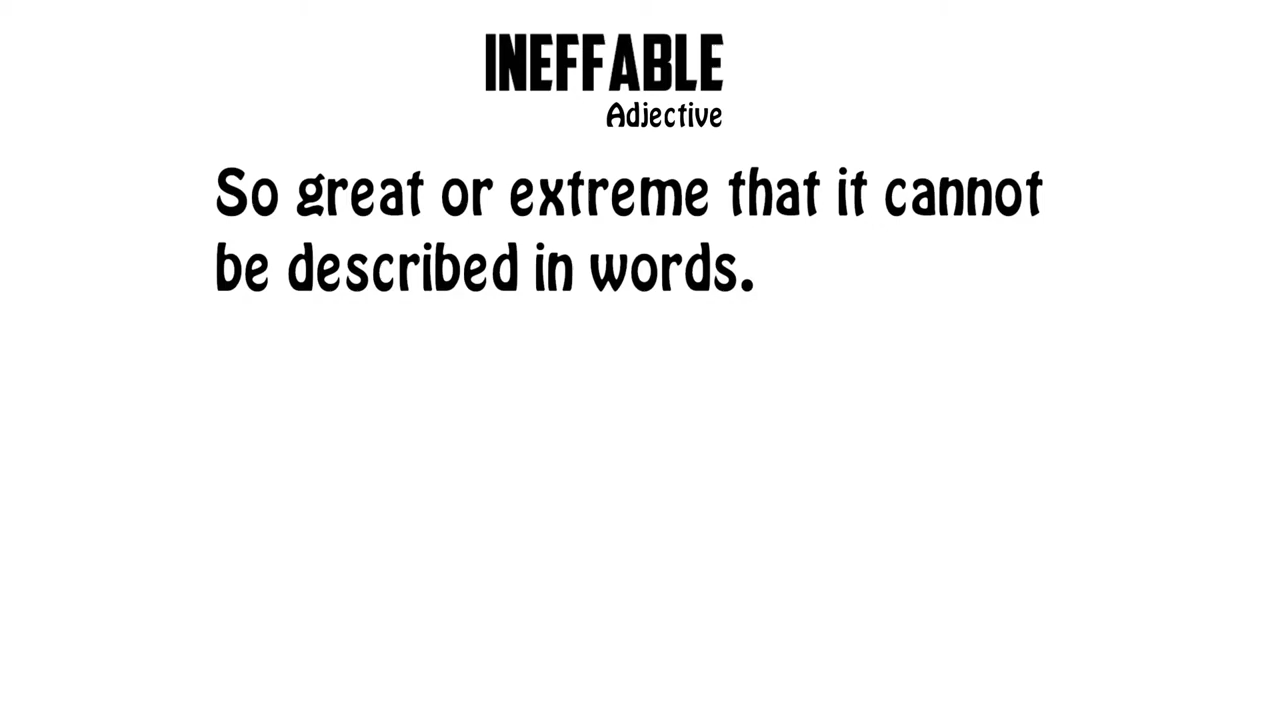 INEFFABLE
Adjective
So great or extreme that it cannot
be described in words.